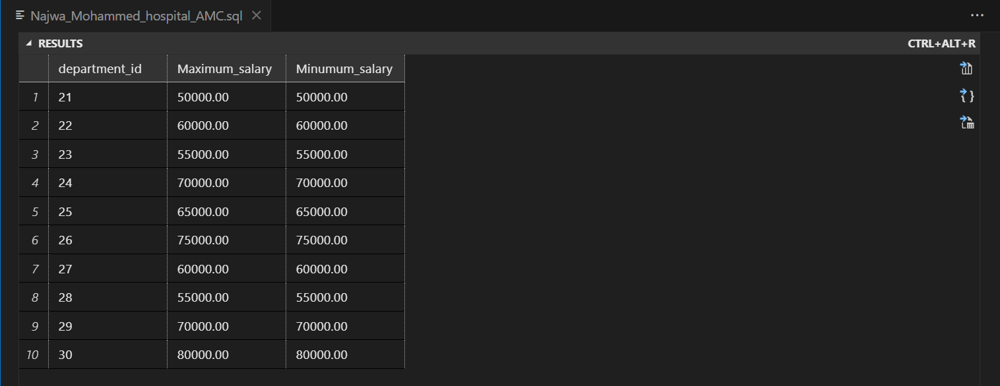 Najwa_Mohammed_hospital_AMC.sql
RESULTS CTRL+ALT+R
department_id Maximum_salary Minumum_salary
1 21 50000.00 50000.00
2 22 60000.00 60000.00
3 23 55000.00 55000.00
4 24 70000.00 70000.00
5 25 65000.00 65000.00
6 26 75000.00 75000.00
7 27 60000.00 60000.00
8 28 55000.00 55000.00
9 29 70000.00 70000.00
10 30 80000.00 80000.00